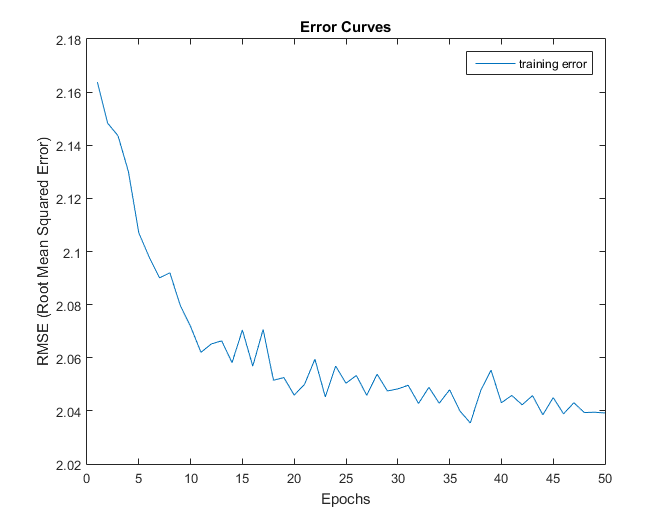 Error Curves
training error
2.18
2.16
2.14
2.12
2.1
2.08
2.06
2.04
2.02
RMSE (Root Mean Squared Error)
0 5 10 15 20 25 30 35 40 45 50
Epochs